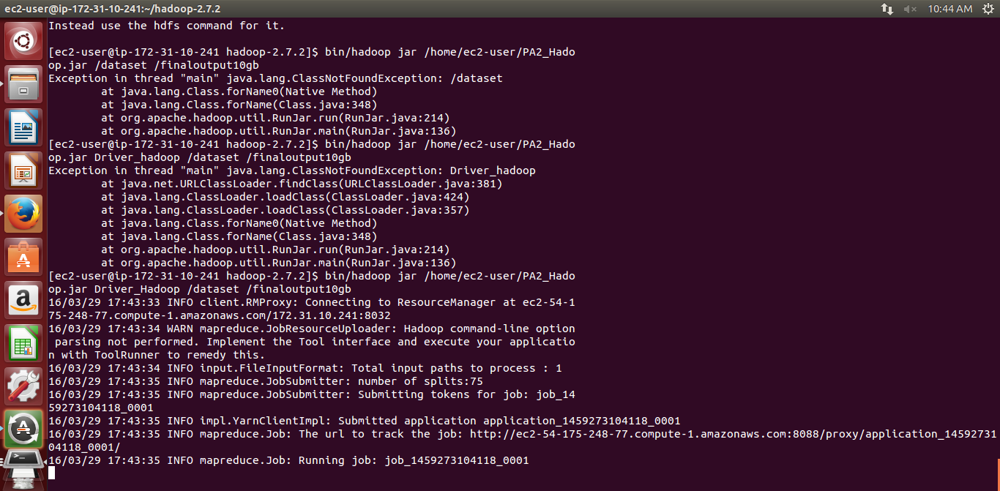 ec2-user@ip-172-31-10-241:~/hadoop-2.7.2
10:44 AM
Instead use the hdfs command for it.
[ec2-user@ip-172-31-10-241 hadoop-2.7.2]$ bin/hadoop jar /home/ec2-user/PA2_Hado
op.jar /dataset /finaloutput10gb
Exception in thread "main" java.lang.ClassNotFoundException: /dataset
        at java.lang.Class.forName0(Native Method)
        at java.lang.Class.forName(Class.java:348)
        at org.apache.hadoop.util.RunJar.run(RunJar.java:214)
        at org.apache.hadoop.util.RunJar.main(RunJar.java:136)
[ec2-user@ip-172-31-10-241 hadoop-2.7.2]$ bin/hadoop jar /home/ec2-user/PA2_Hado
op.jar Driver_hadoop /dataset /finaloutput10gb
Exception in thread "main" java.lang.ClassNotFoundException: Driver_hadoop
        at java.net.URLClassLoader.findClass(URLClassLoader.java:381)
        at java.lang.ClassLoader.loadClass(ClassLoader.java:424)
        at java.lang.ClassLoader.loadClass(ClassLoader.java:357)
        at java.lang.Class.forName0(Native Method)
        at java.lang.Class.forName(Class.java:348)
        at org.apache.hadoop.util.RunJar.run(RunJar.java:214)
        at org.apache.hadoop.util.RunJar.main(RunJar.java:136)
[ec2-user@ip-172-31-10-241 hadoop-2.7.2]$ bin/hadoop jar /home/ec2-user/PA2_Hado
op.jar Driver_Hadoop /dataset /finaloutput10gb
16/03/29 17:43:33 INFO client.RMProxy: Connecting to ResourceManager at ec2-54-1
75-248-77.compute-1.amazonaws.com/172.31.10.241:8032
16/03/29 17:43:34 WARN mapreduce.JobResourceUploader: Hadoop command-line option
 parsing not performed. Implement the Tool interface and execute your applicatio
n with ToolRunner to remedy this.
16/03/29 17:43:34 INFO input.FileInputFormat: Total input paths to process : 1
16/03/29 17:43:35 INFO mapreduce.JobSubmitter: number of splits:75
16/03/29 17:43:35 INFO mapreduce.JobSubmitter: Submitting tokens for job: job_14
59273104118_0001
16/03/29 17:43:35 INFO impl.YarnClientImpl: Submitted application application_1459273104118_0001
16/03/29 17:43:35 INFO mapreduce.Job: The url to track the job: http://ec2-54-175-248-77.compute-1.amazonaws.com:8088/proxy/application_14592731
04118_0001/
16/03/29 17:43:35 INFO mapreduce.Job: Running job: job_1459273104118_0001